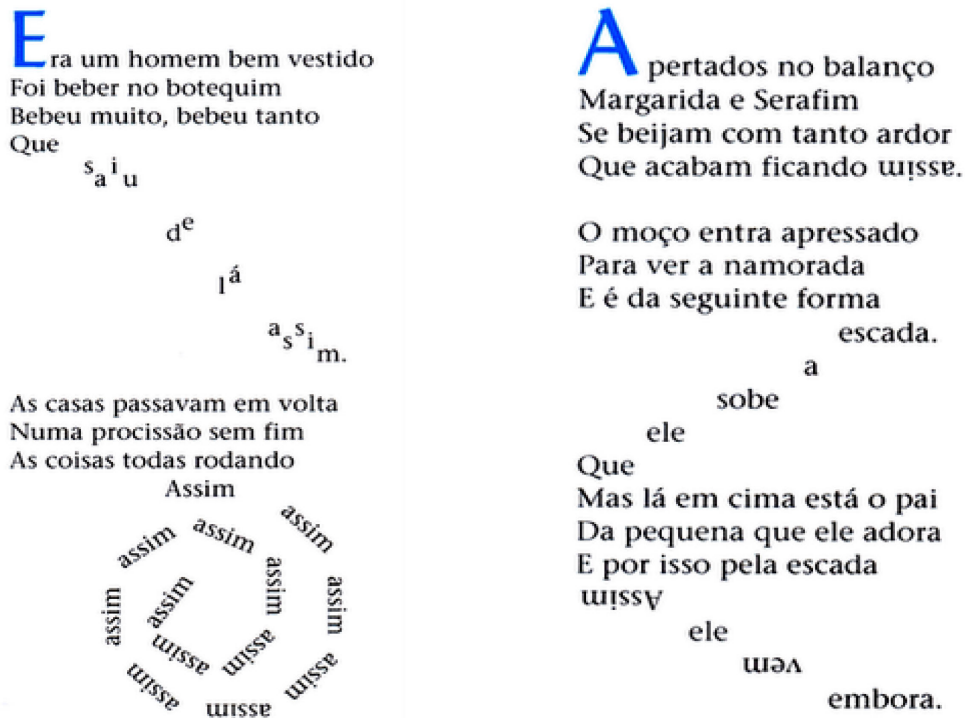 Era um homem bem vestido
Foi beber no botequim
Bebeu muito, bebeu tanto
Que
saiu
de
lá
assim.
As casas passavam em volta
Numa procissão sem fim
As coisas todas rodando
Assim
assim
assim
assim
assim
assim
assim
assim
assim
assim
assim
assim
assim
Apertados no balanço
Margarida e Serafim
Se beijam com tanto ardor
Que acabam ficando assim.
O moço entra apressado
Para ver a namorada
E é da seguinte forma
escada.
a
sobe
ele
Que
Mas lá em cima está o pai
Da pequena que ele adora
E por isso pela escada
Assim
ele
vem
embora.